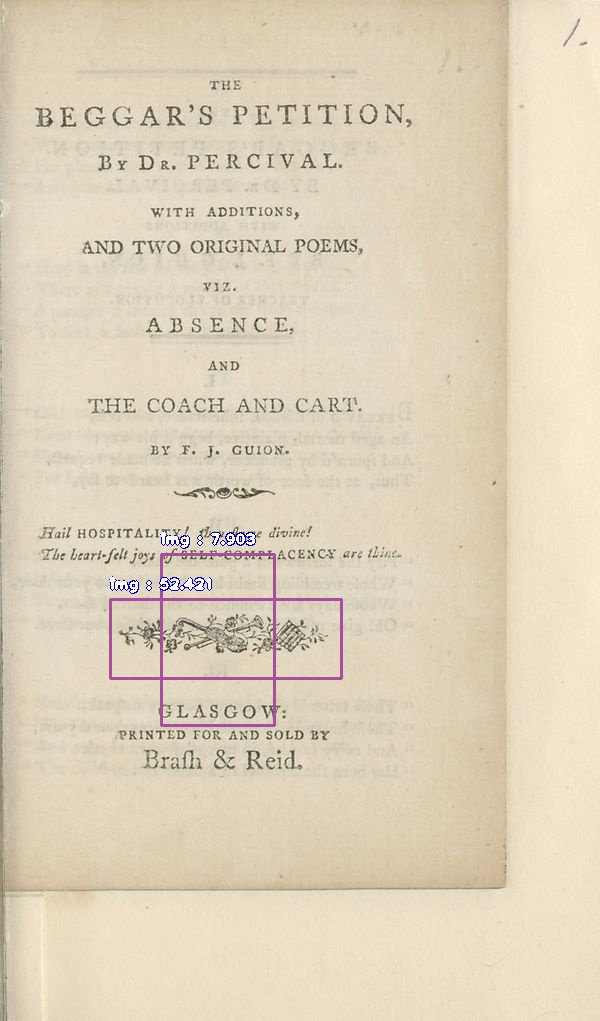 1.
THE
BEGGAR'S PETITION,
BY DR. PERCIVAL.
WITH ADDITIONS,
AND TWO ORIGINAL POEMS,
VIZ.
ABSENCE,
AND
THE COACH AND CART.
BY F. J. GUION.
Hail HOSPITALITY! divine!
img : 7.903
The heart-felt joys of SELF-COMPLACENCY are thine.
img : 52.421
GLASGOW:
PRINTED FOR AND SOLD BY
Braſh & Reid.